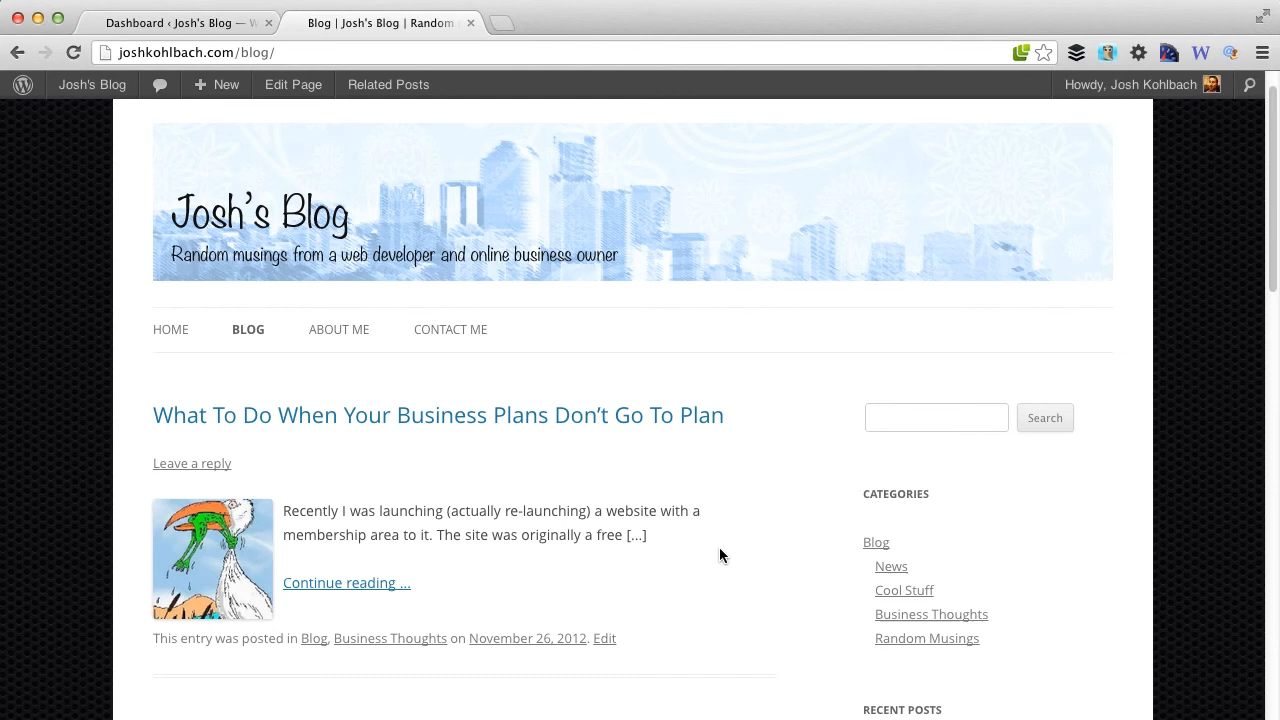 Dashboard ‹ Josh's Blog — W
Blog | Josh's Blog | Random
joshkohlbach.com/blog/
Josh's Blog
New
Edit Page
Related Posts
Howdy, Josh Kohlbach
Josh's Blog
Random musings from a web developer and online business owner
HOME
BLOG
ABOUT ME
CONTACT ME
What To Do When Your Business Plans Don't Go To Plan
Search
Leave a reply
CATEGORIES
Recently I was launching (actually re-launching) a website with a
membership area to it. The site was originally a free [...]
Continue reading ...
Blog
News
Cool Stuff
Business Thoughts
Random Musings
This entry was posted in Blog, Business Thoughts on November 26, 2012. Edit
RECENT POSTS